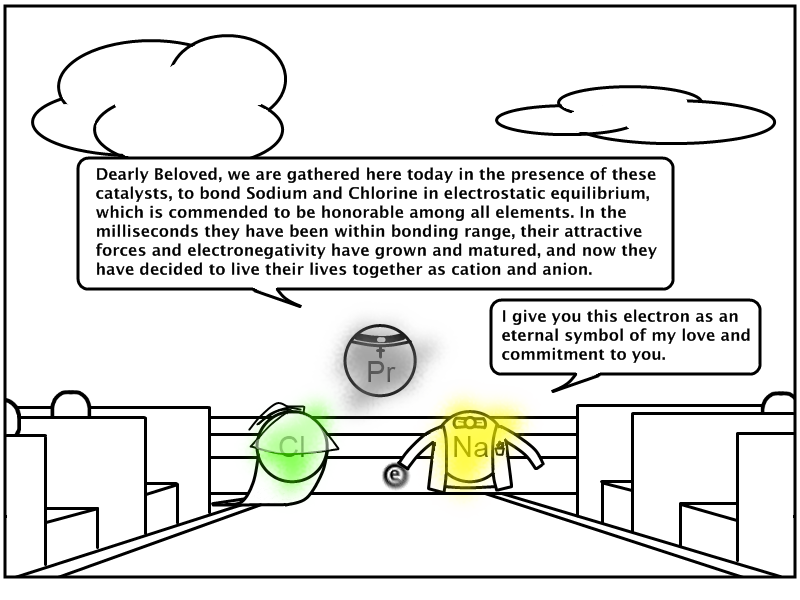 Dearly Beloved, we are gathered here today in the presence of these
catalysts, to bond Sodium and Chlorine in electrostatic equilibrium,
which is commended to be honorable among all elements. In the
milliseconds they have been within bonding range, their attractive
forces and electronegativity have grown and matured, and now they
have decided to live their lives together as cation and anion.
I give you this electron as an
eternal symbol of my love and
commitment to you.
Pr
Cl
Na
e